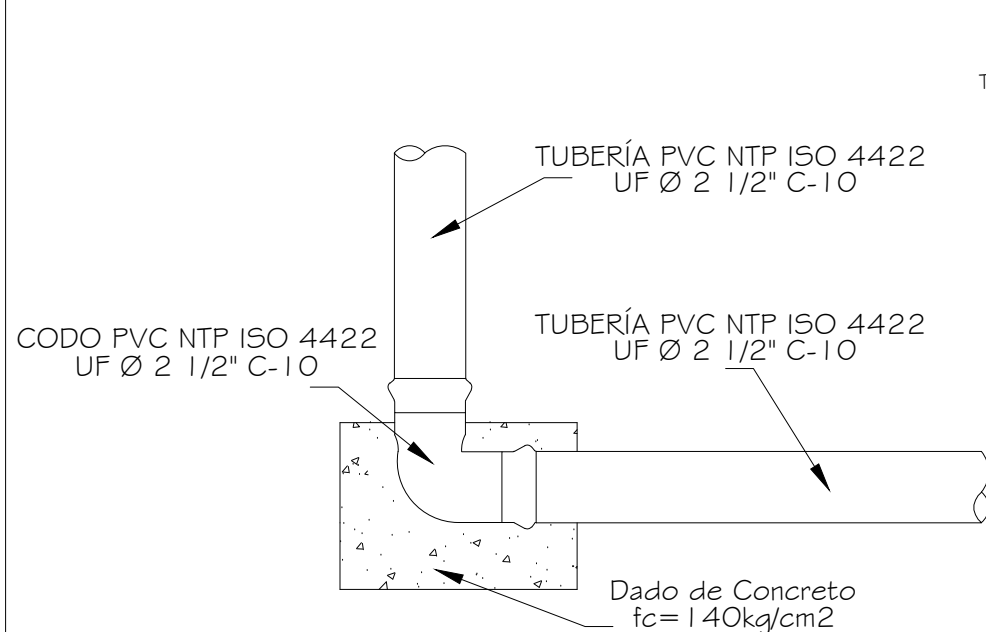 T
TUBERÍA PVC NTP ISO 4422
UF Ø 2 1/2" C-10
CODO PVC NTP ISO 4422
UF Ø 2 1/2" C-10
TUBERÍA PVC NTP ISO 4422
UF Ø 2 1/2" C-10
Dado de Concreto
fc=140kg/cm2